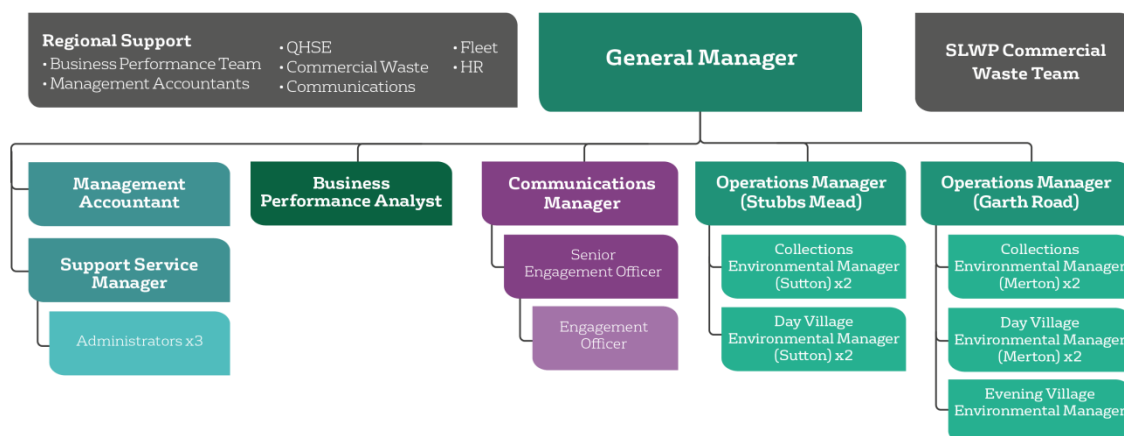 Regional Support
• Business Performance Team
• Management Accountants
• QHSE
• Commercial Waste
• Communications
• Fleet
• HR
General Manager
SLWP Commercial
Waste Team
Management
Accountant
Business
Performance Analyst
Communications
Manager
Operations Manager
(Stubbs Mead)
Operations Manager
(Garth Road)
Support Service
Manager
Administrators x3
Senior
Engagement Officer
Engagement
Officer
Collections
Environmental Manager
(Sutton) x2
Day Village
Environmental Manager
(Sutton) x2
Collections
Environmental Manager
(Merton) x2
Day Village
Environmental Manager
(Merton) x2
Evening Village
Environmental Manager